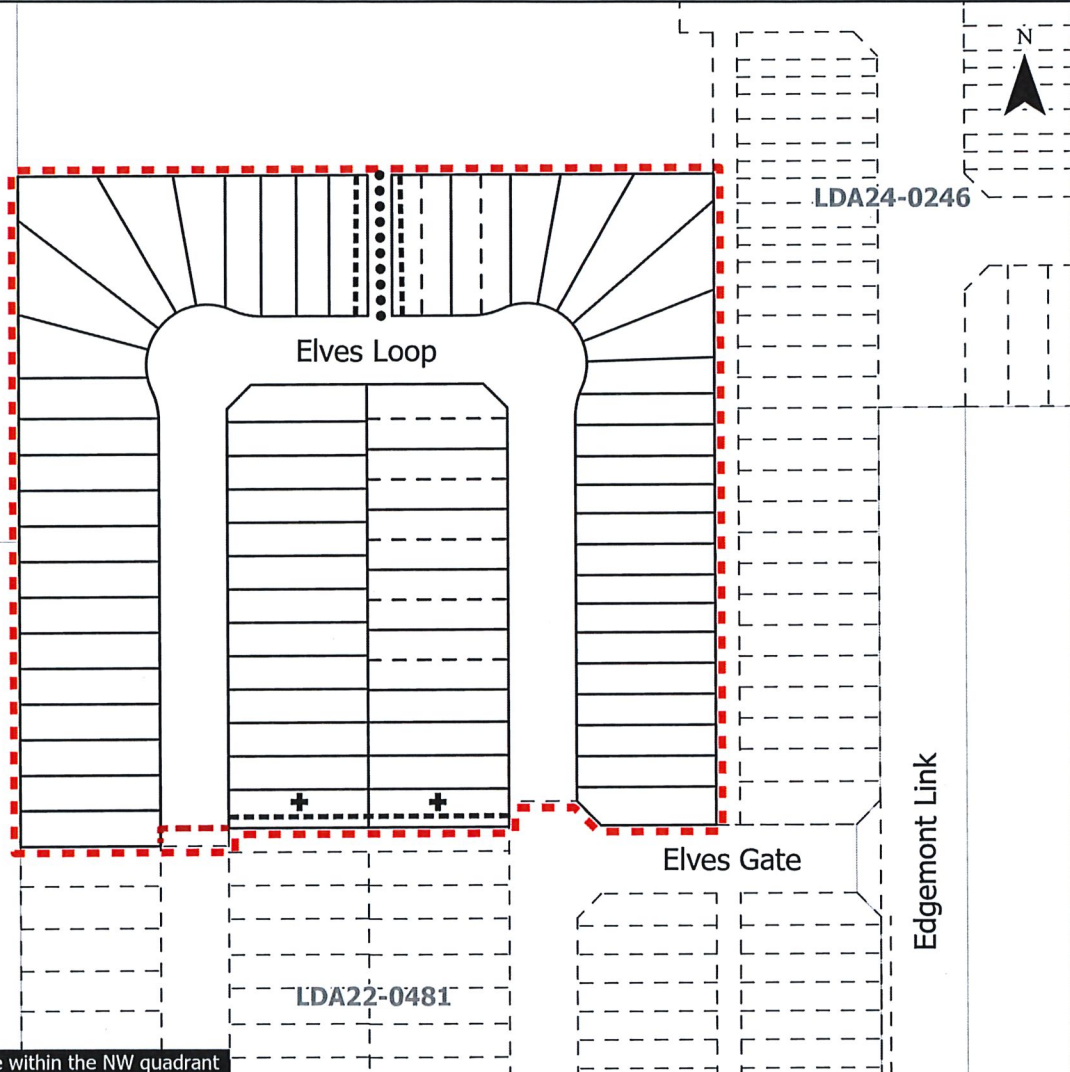 N
LDA24-0246
Elves Loop
Elves Gate
Edgemont Link
LDA22-0481
within the NW quadrant